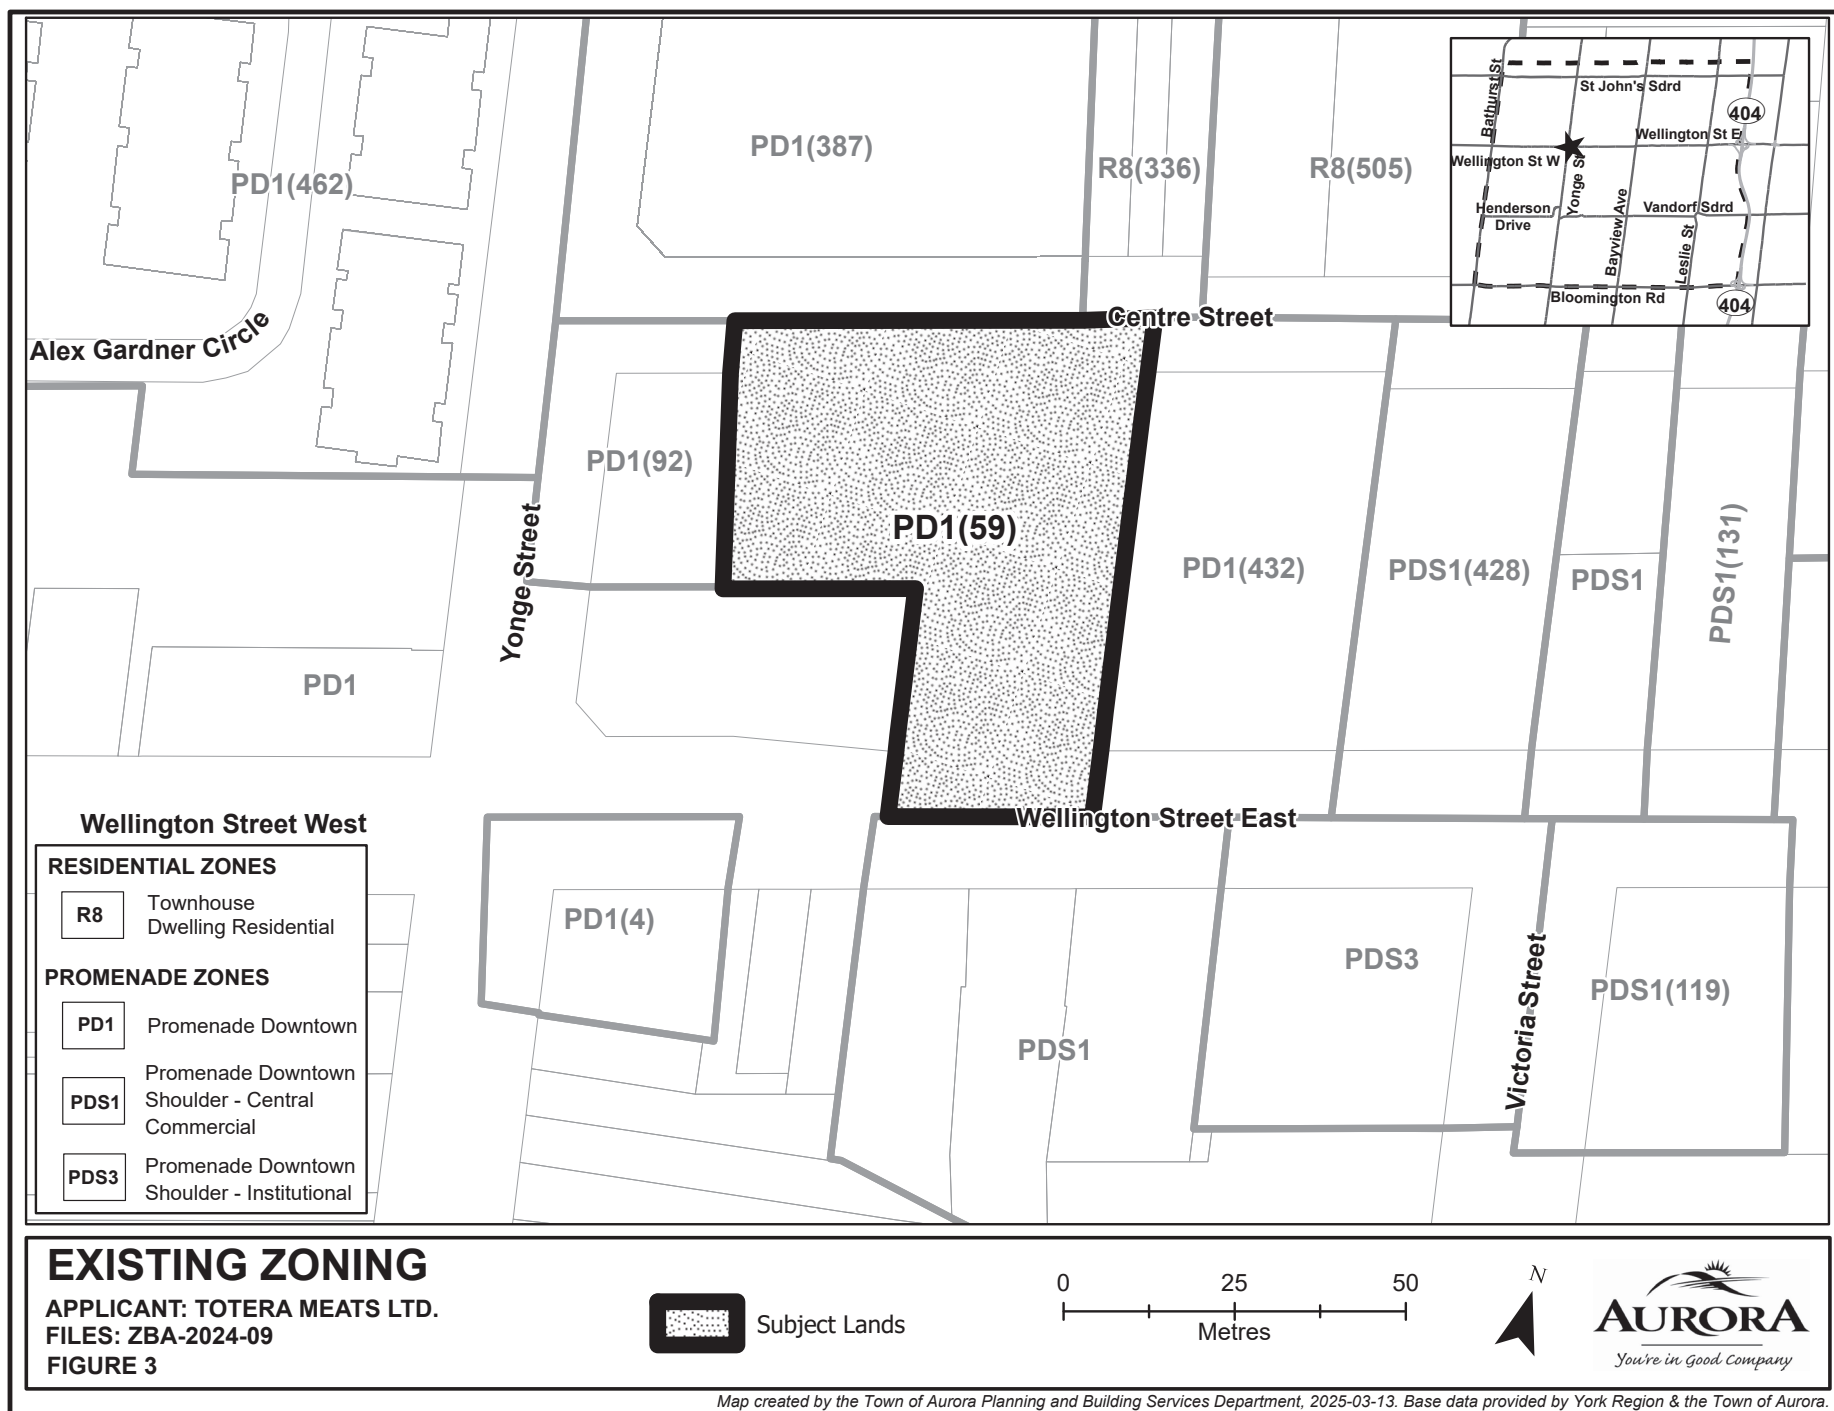 PD1(462)
PD1(387)
R8(336)
R8(505)
Bathurst St
St John's Sdrd
404
Wellington St E
Wellington St W
Yonge St
Henderson
Drive
Vandorf Sdrd
Bayview Ave
Leslie St
Bloomington Rd
404
Alex Gardner Circle
Centre Street
PD1(92)
PD1(59)
Yonge Street
PD1(432)
PDS1(428)
PDS1
PDS1(131)
PD1
Wellington Street West
Wellington Street East
RESIDENTIAL ZONES
R8
Townhouse
Dwelling Residential
PROMENADE ZONES
PD1
Promenade Downtown
PDS1
Promenade Downtown
Shoulder - Central
Commercial
PDS3
Promenade Downtown
Shoulder - Institutional
PD1(4)
PDS1
PDS3
Victoria Street
PDS1(119)
EXISTING ZONING
APPLICANT: TOTERA MEATS LTD.
FILES: ZBA-2024-09
FIGURE 3
Subject Lands
0 25 50
Metres
N
AURORA
You're in Good Company
Map created by the Town of Aurora Planning and Building Services Department, 2025-03-13. Base data provided by York Region & the Town of Aurora.